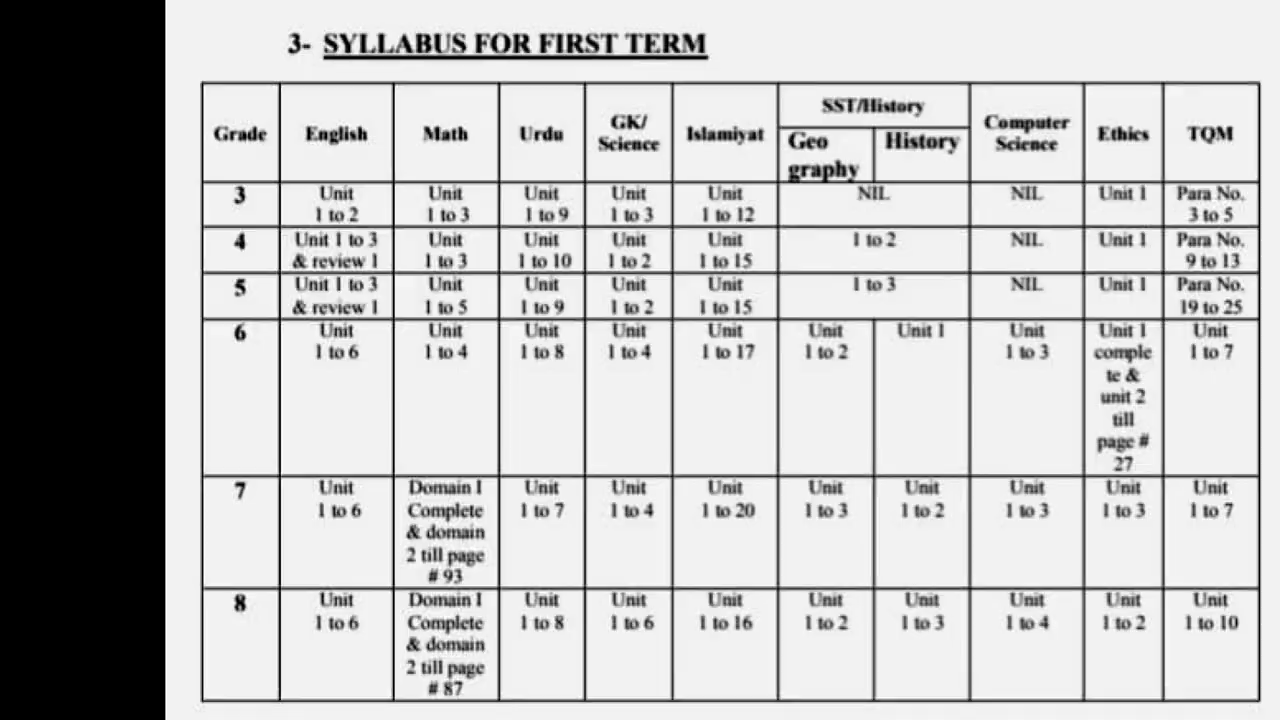 3- SYLLABUS FOR FIRST TERM
Grade English Math Urdu GK/ Science Islamiyat SST/History Geo graphy History Computer Science Ethics TQM
3 Unit 1 to 2 Unit 1 to 3 Unit 1 to 9 Unit 1 to 3 Unit 1 to 12 NIL NIL Unit 1 Para No. 3 to 5
4 Unit 1 to 3 & review 1 Unit 1 to 3 Unit 1 to 10 Unit 1 to 2 Unit 1 to 15 1 to 2 NIL Unit 1 Para No. 9 to 13
5 Unit 1 to 3 & review 1 Unit 1 to 5 Unit 1 to 9 Unit 1 to 2 Unit 1 to 15 1 to 3 NIL Unit 1 Para No. 19 to 25
6 Unit 1 to 6 Unit 1 to 4 Unit 1 to 8 Unit 1 to 4 Unit 1 to 17 Unit 1 to 2 Unit 1 Unit 1 to 3 Unit 1 comple te & unit 2 till page # 27 Unit 1 to 7
7 Unit 1 to 6 Domain 1 Complete & domain 2 till page # 93 Unit 1 to 7 Unit 1 to 4 Unit 1 to 20 Unit 1 to 3 Unit 1 to 2 Unit 1 to 3 Unit 1 to 3 Unit 1 to 7
8 Unit 1 to 6 Domain 1 Complete & domain 2 till page # 87 Unit 1 to 8 Unit 1 to 6 Unit 1 to 16 Unit 1 to 2 Unit 1 to 3 Unit 1 to 4 Unit 1 to 2 Unit 1 to 10